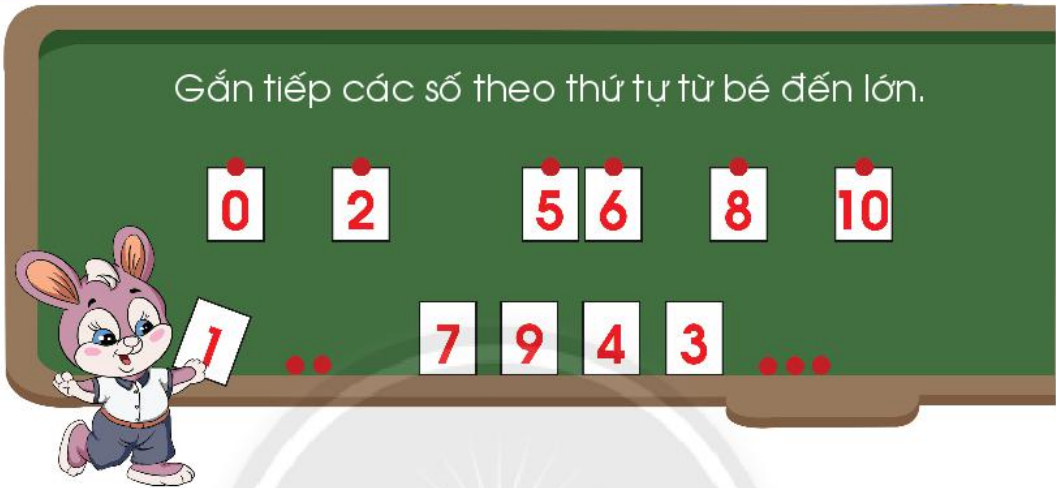 Gắn tiếp các số theo thứ tự từ bé đến lớn.
0 2 5 6 8 10
1 7 9 4 3